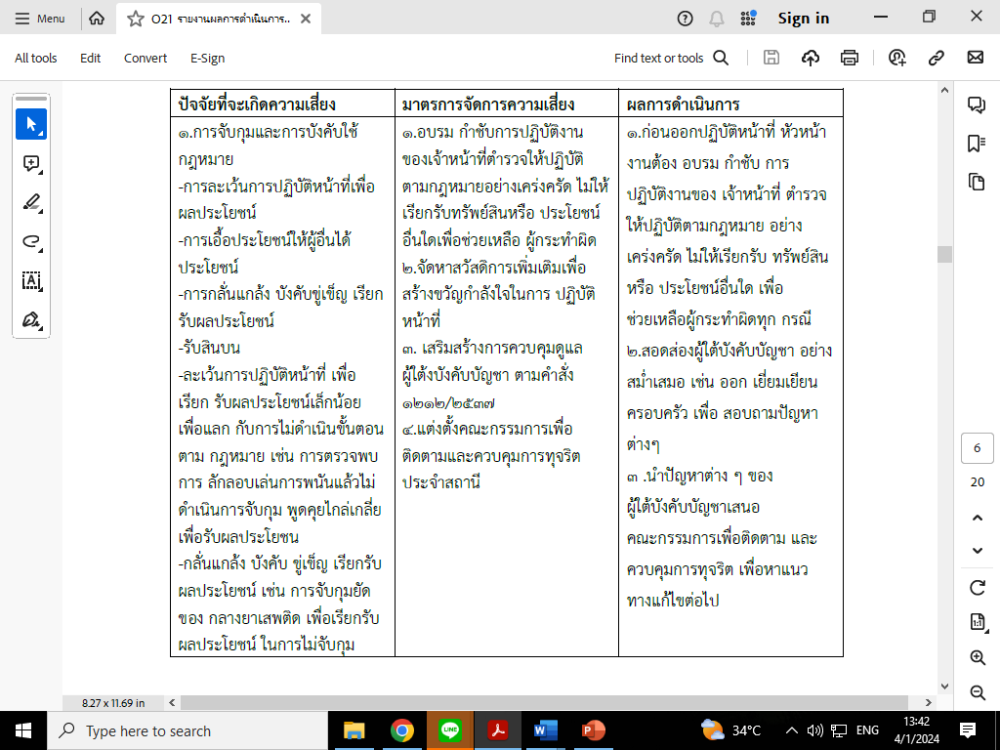 Menu
O21 รายงานผลการดำเนินการ..
Sign in
All tools
Edit
Convert
E-Sign
Find text or tools
ปัจจัยที่จะเกิดความเสี่ยง
๑.การจับกุมและการบังคับใช้
กฎหมาย
-การละเว้นการปฏิบัติหน้าที่เพื่อ
ผลประโยชน์
-การเอื้อประโยชน์ให้ผู้อื่นได้
ประโยชน์
-การกลั่นแกล้ง บังคับขู่เข็ญ เรียก
รับผลประโยชน์
-รับสินบน
-ละเว้นการปฏิบัติหน้าที่ เพื่อ
เรียก รับผลประโยชน์เล็กน้อย
เพื่อแลก กับการไม่ดำเนินขั้นตอน
ตาม กฎหมาย เช่น การตรวจพบ
การ ลักลอบเล่นการพนันแล้วไม่
ดำเนินการจับกุม พูดคุยไกล่เกลี่ย
เพื่อรับผลประโยชน
-กลั่นแกล้ง บังคับ ขู่เข็ญ เรียกรับ
ผลประโยชน์ เช่น การจับกุมยัด
ของ กลางยาเสพติด เพื่อเรียกรับ
ผลประโยชน์ ในการไม่จับกุม
มาตรการจัดการความเสี่ยง
๑.อบรม กำชับการปฏิบัติงาน
ของเจ้าหน้าที่ตำรวจให้ปฏิบัติ
ตามกฎหมายอย่างเคร่งครัด ไม่ให้
เรียกรับทรัพย์สินหรือ ประโยชน์
อื่นใดเพื่อช่วยเหลือ ผู้กระทำผิด
๒.จัดหาสวัสดิการเพิ่มเติมเพื่อ
สร้างขวัญกำลังใจในการ ปฏิบัติ
หน้าที่
๓. เสริมสร้างการควบคุมดูแล
ผู้ใต้งบังคับบัญชา ตามคำสั่ง
๑๒๑๒/๒๕๓๗
๔.แต่งตั้งคณะกรรมการเพื่อ
ติดตามและควบคุมการทุจริต
ประจำสถานี
ผลการดำเนินการ
๑.ก่อนออกปฏิบัติหน้าที่ หัวหน้า
งานต้อง อบรม กำชับ การ
ปฏิบัติงานของ เจ้าหน้าที่ ตำรวจ
ให้ปฏิบัติตามกฎหมาย อย่าง
เคร่งครัด ไม่ให้เรียกรับ ทรัพย์สิน
หรือ ประโยชน์อื่นใด เพื่อ
ช่วยเหลือผู้กระทำผิดทุก กรณี
๒.สอดส่องผู้ใต้บังคับบัญชา อย่าง
สม่ำเสมอ เช่น ออก เยี่ยมเยียน
ครอบครัว เพื่อ สอบถามปัญหา
ต่างๆ
๓ .นำปัญหาต่าง ๆ ของ
ผู้ใต้บังคับบัญชาเสนอ
คณะกรรมการเพื่อติดตาม และ
ควบคุมการทุจริต เพื่อหาแนว
ทางแก้ไขต่อไป
6
20
1:1
8.27 x 11.69 in
Type here to search
LINE
34°C
ENG
13:42
4/1/2024